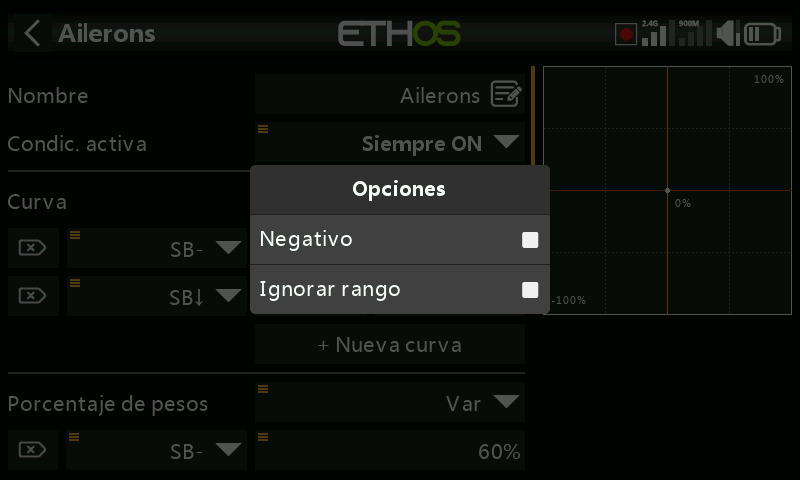 Ailerons
ETHOS
2.4G
900M
Nombre
Ailerons
100%
Condic. activa
Siempre ON
Opciones
0%
Curva
Negativo
SB-
Ignorar rango
SB↓
-100%
+ Nueva curva
Porcentaje de pesos
Var
SB-
60%